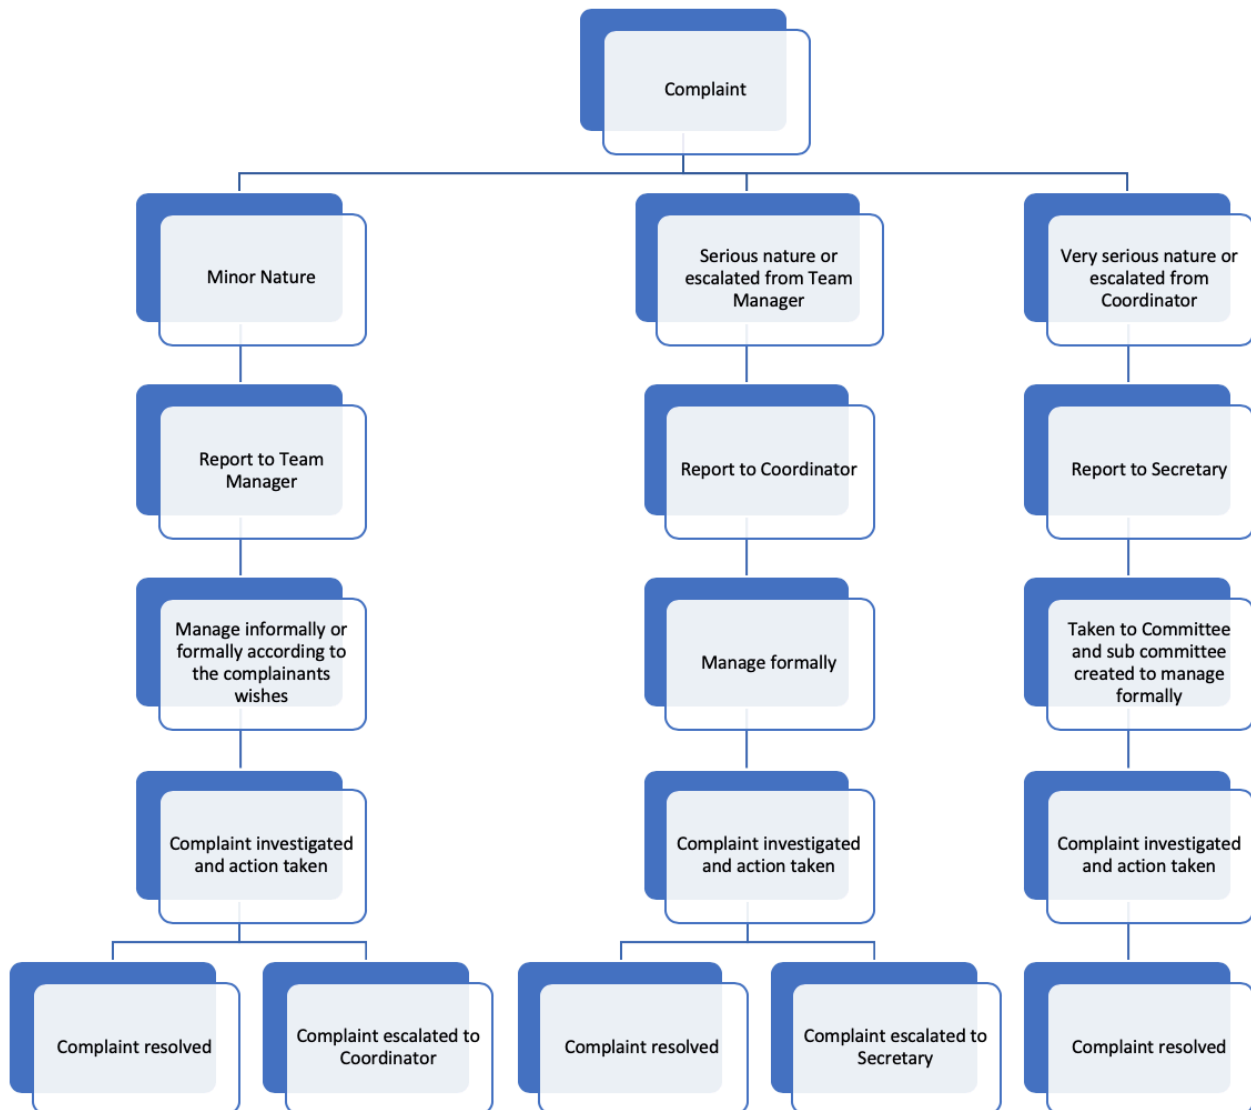 Complaint
Minor Nature
Serious nature or
escalated from Team
Manager
Very serious nature or
escalated from
Coordinator
Report to Team
Manager
Report to Coordinator
Report to Secretary
Manage informally or
formally according to
the complainants
wishes
Manage formally
Taken to Committee
and sub committee
created to manage
formally
Complaint investigated
and action taken
Complaint investigated
and action taken
Complaint investigated
and action taken
Complaint resolved
Complaint escalated to
Coordinator
Complaint resolved
Complaint escalated to
Secretary
Complaint resolved